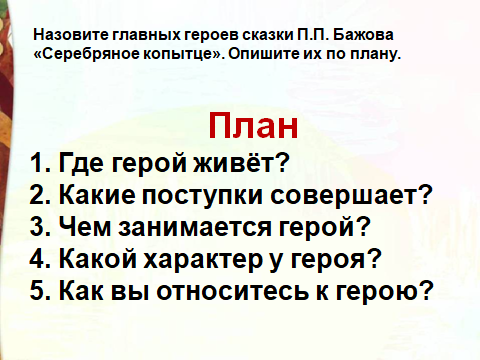 Назовите главных героев сказки П.П. Бажова
«Серебряное копытце». Опишите их по плану.
План
1. Где герой живёт?
2. Какие поступки совершает?
3. Чем занимается герой?
4. Какой характер у героя?
5. Как вы относитесь к герою?